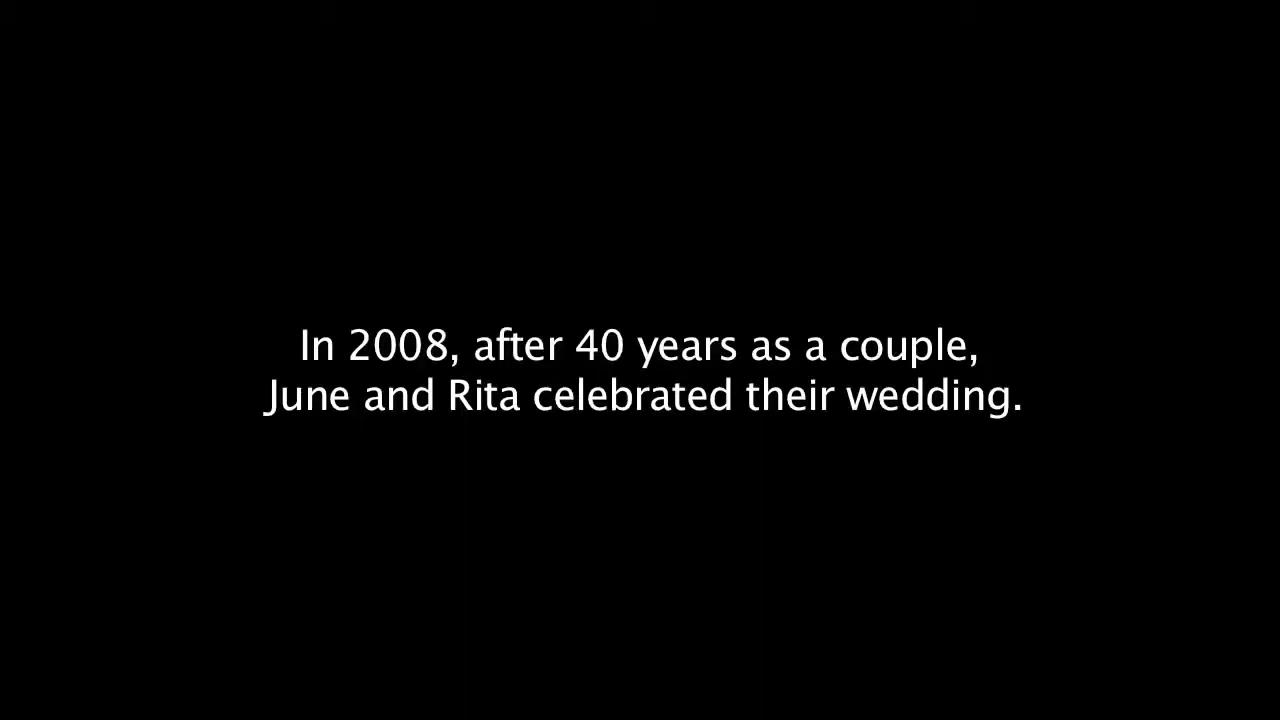 In 2008, after 40 years as a couple,
June and Rita celebrated their wedding.